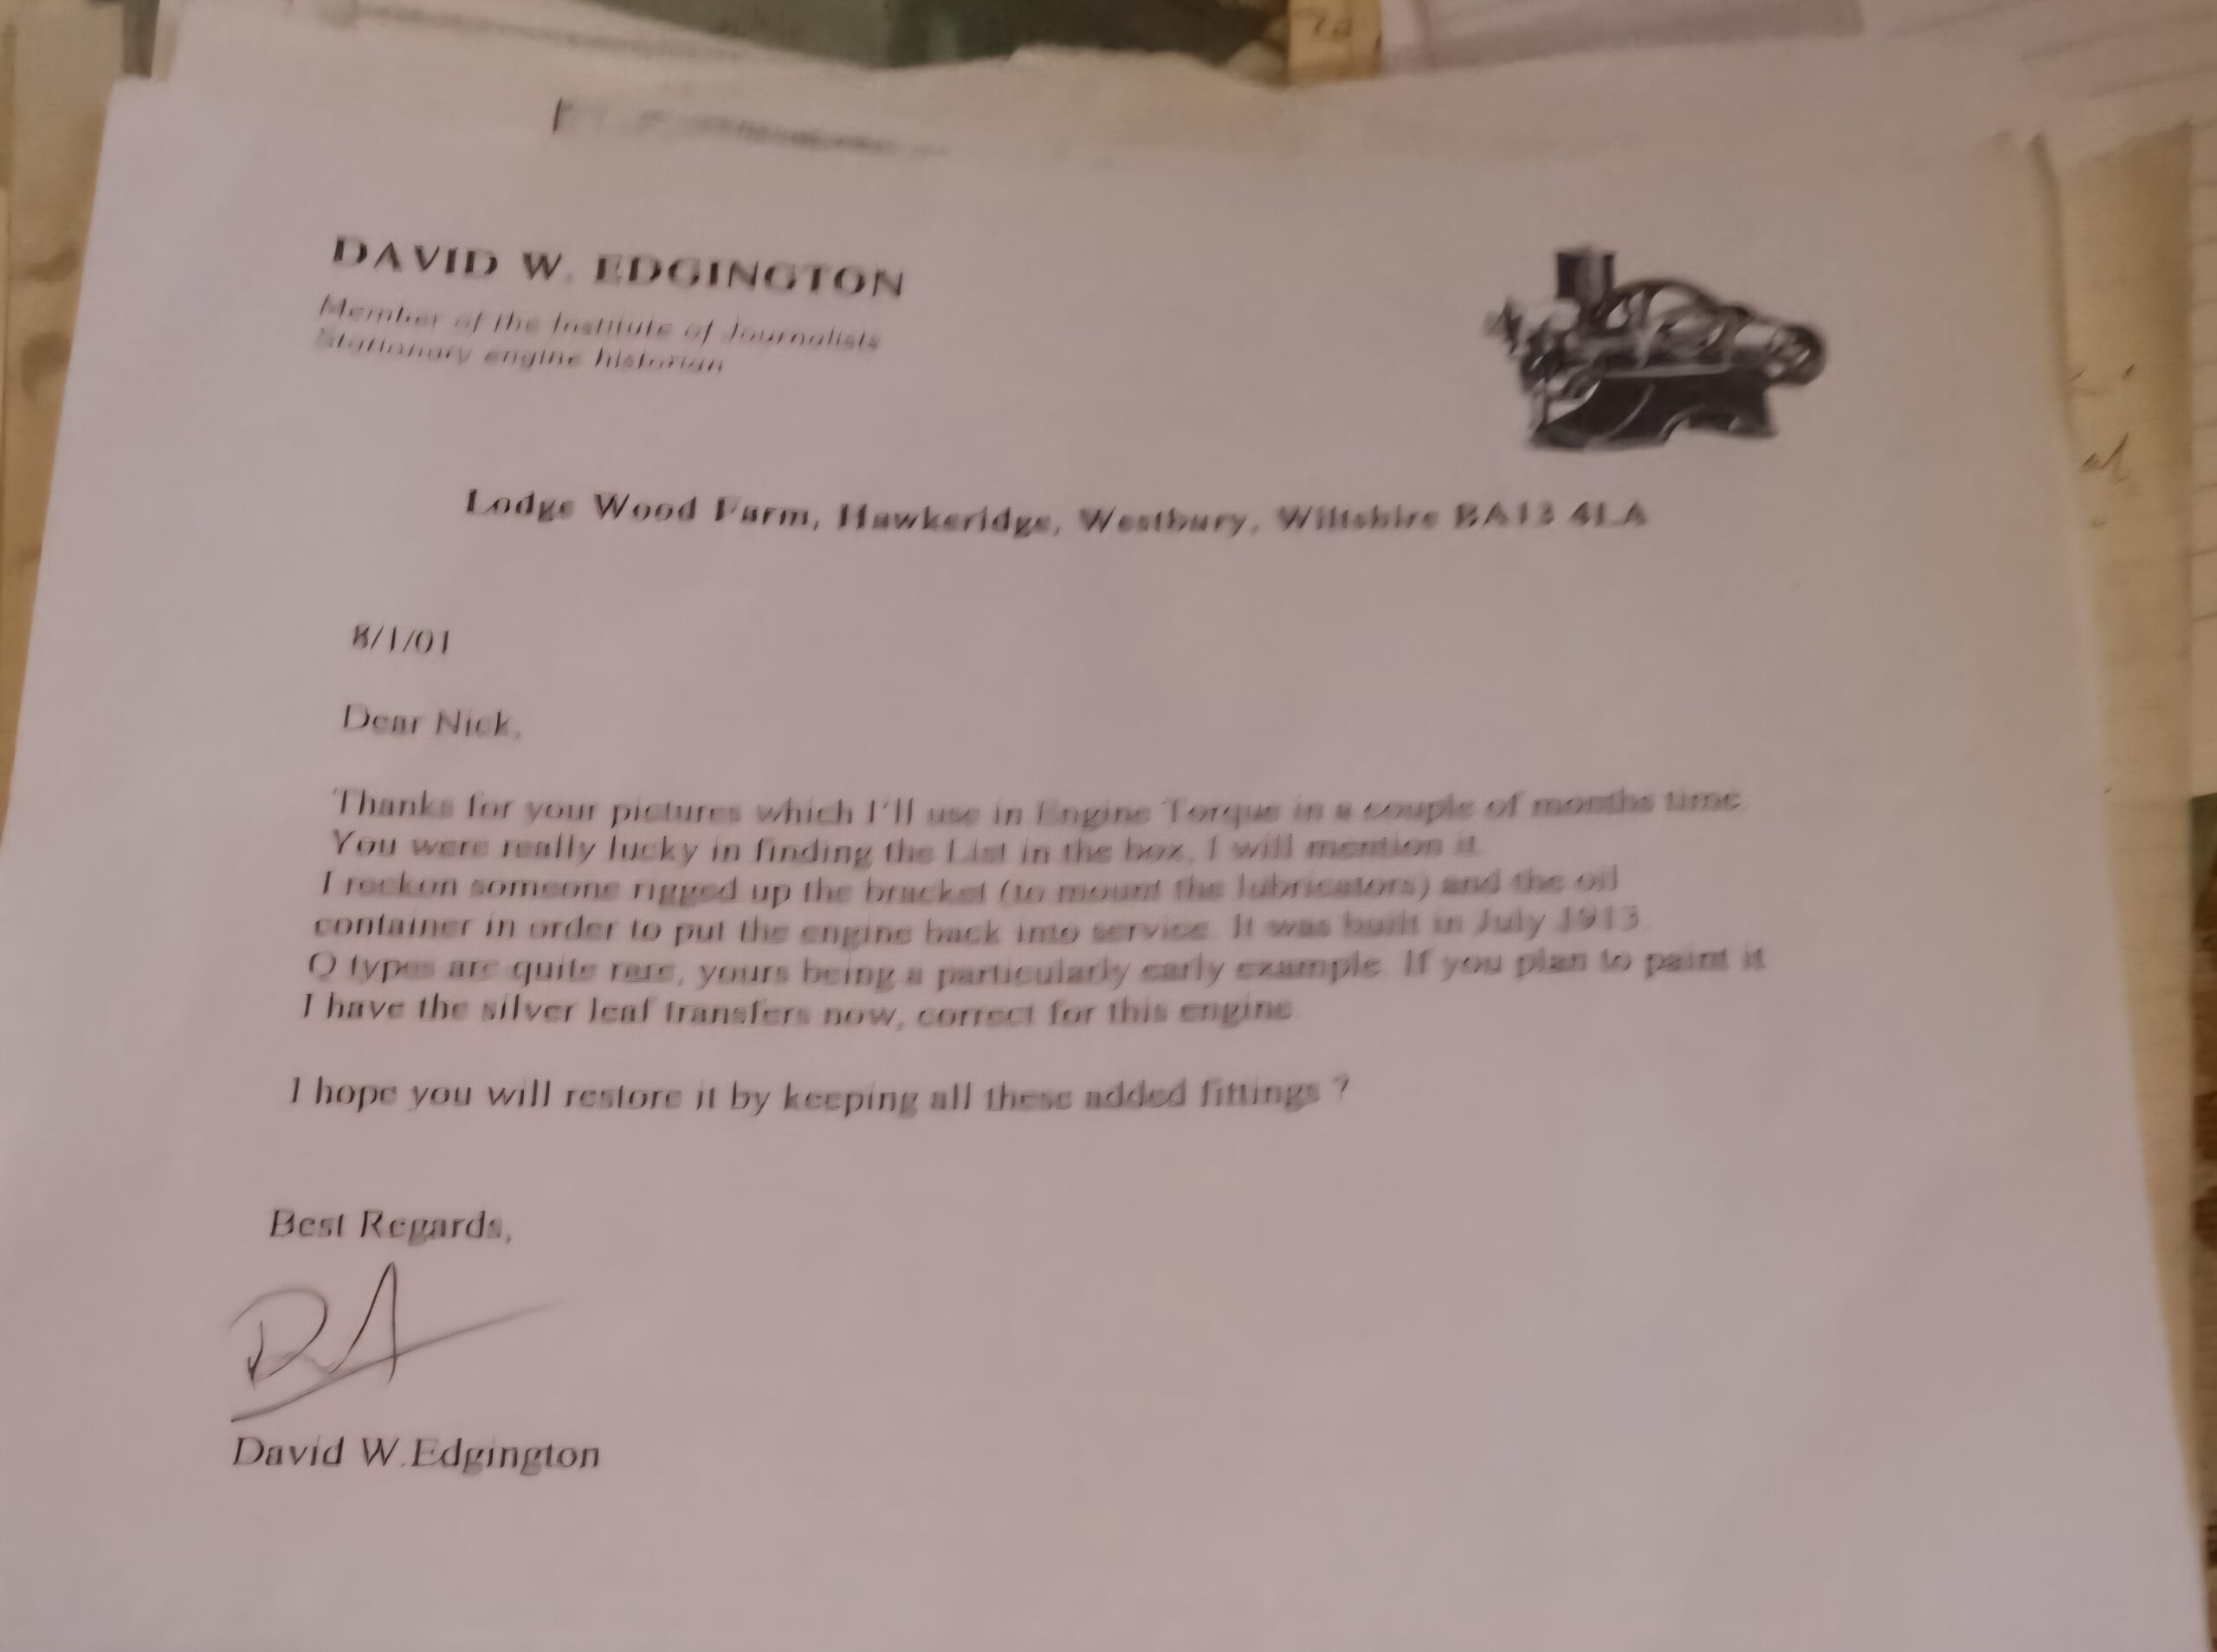 DAVID W. EDGINGTON
Member of the Institute of Journalists
Stationary engine historian
Lodge Wood Farm, Hawkeridge, Westbury, Wiltshire BA13 4LA
8/1/01
Dear Nick,
Thanks for your pictures which I'll use in Engine Torque in a couple of months time.
You were really lucky in finding the List in the box, I will mention it.
I reckon someone rigged up the bracket (to mount the lubricators) and the oil
container in order to put the engine back into service. It was built in July 1913.
Q types are quite rare, yours being a particularly early example. If you plan to paint it
I have the silver leaf transfers now, correct for this engine.
I hope you will restore it by keeping all these added fittings ?
Best Regards,
David W.Edgington